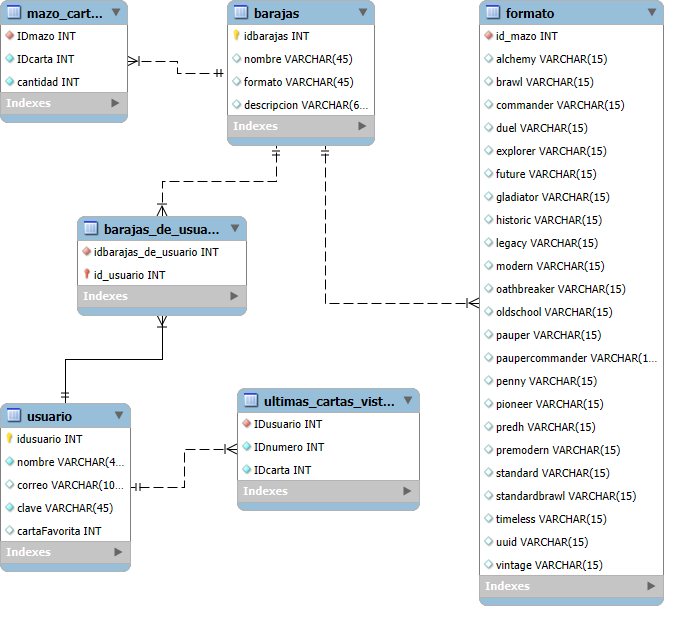 mazo_cart...
IDmazo INT
IDcarta INT
cantidad INT
Indexes
barajas
idbarajas INT
nombre VARCHAR(45)
formato VARCHAR(45)
descripcion VARCHAR(6...
Indexes
formato
id_mazo INT
alchemy VARCHAR(15)
brawl VARCHAR(15)
commander VARCHAR(15)
duel VARCHAR(15)
explorer VARCHAR(15)
future VARCHAR(15)
gladiator VARCHAR(15)
historic VARCHAR(15)
legacy VARCHAR(15)
modern VARCHAR(15)
oathbreaker VARCHAR(15)
oldschool VARCHAR(15)
pauper VARCHAR(15)
paupercommander VARCHAR(1...
penny VARCHAR(15)
pioneer VARCHAR(15)
predh VARCHAR(15)
premodern VARCHAR(15)
standard VARCHAR(15)
standardbrawl VARCHAR(15)
timeless VARCHAR(15)
uuid VARCHAR(15)
vintage VARCHAR(15)
Indexes
barajas_de_usua...
idbarajas_de_usuario INT
id_usuario INT
Indexes
usuario
idusuario INT
nombre VARCHAR(4...
correo VARCHAR(10...
clave VARCHAR(45)
cartaFavorita INT
Indexes
ultimas_cartas_vist...
IDusuario INT
IDnumero INT
IDcarta INT
Indexes